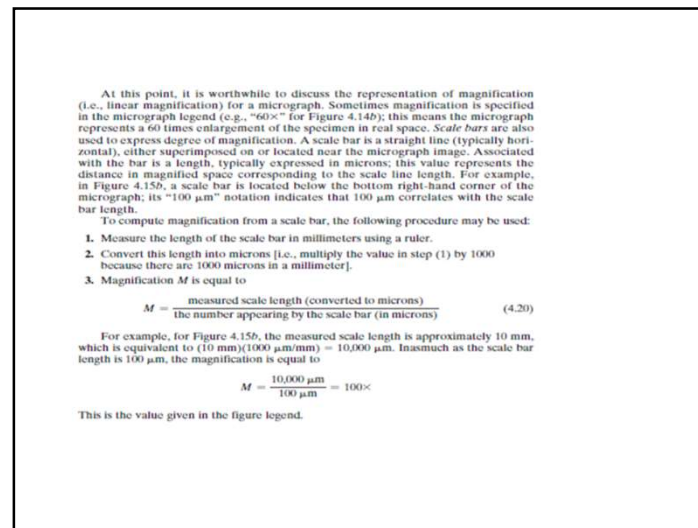 At this point, it is worthwhile to discuss the representation of magnification
(i.e., linear magnification) for a micrograph. Sometimes magnification is specified
in the micrograph legend (e.g., “60×” for Figure 4.14b); this means the micrograph
represents a 60 times enlargement of the specimen in real space. Scale bars are also
used to express degree of magnification. A scale bar is a straight line (typically hori-
zontal), either superimposed on or located near the micrograph image. Associated
with the bar is a length, typically expressed in microns; this value represents the
distance in magnified space corresponding to the scale line length. For example,
in Figure 4.15b, a scale bar is located below the bottom right-hand corner of the
micrograph; its “100 μm” notation indicates that 100 μm correlates with the scale
bar length.
To compute magnification from a scale bar, the following procedure may be used:
1. Measure the length of the scale bar in millimeters using a ruler.
2. Convert this length into microns [i.e., multiply the value in step (1) by 1000
because there are 1000 microns in a millimeter].
3. Magnification M is equal to
M = measured scale length (converted to microns) / the number appearing by the scale bar (in microns) (4.20)
For example, for Figure 4.15b, the measured scale length is approximately 10 mm,
which is equivalent to (10 mm)(1000 μm/mm) = 10,000 μm. Inasmuch as the scale bar
length is 100 μm, the magnification is equal to
M = 10,000 μm / 100 μm = 100×
This is the value given in the figure legend.